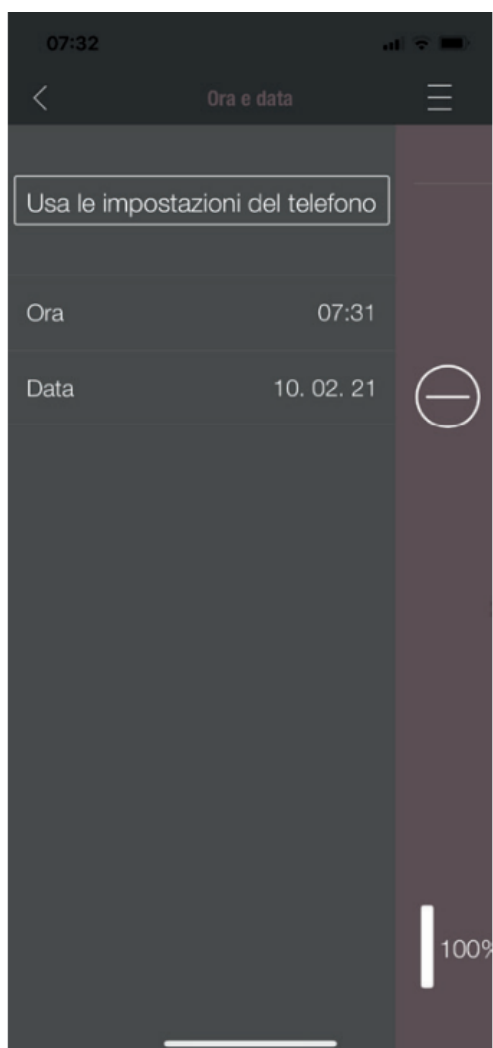 07:32
Ora e data
Usa le impostazioni del telefono
Ora 07:31
Data 10. 02. 21
100%